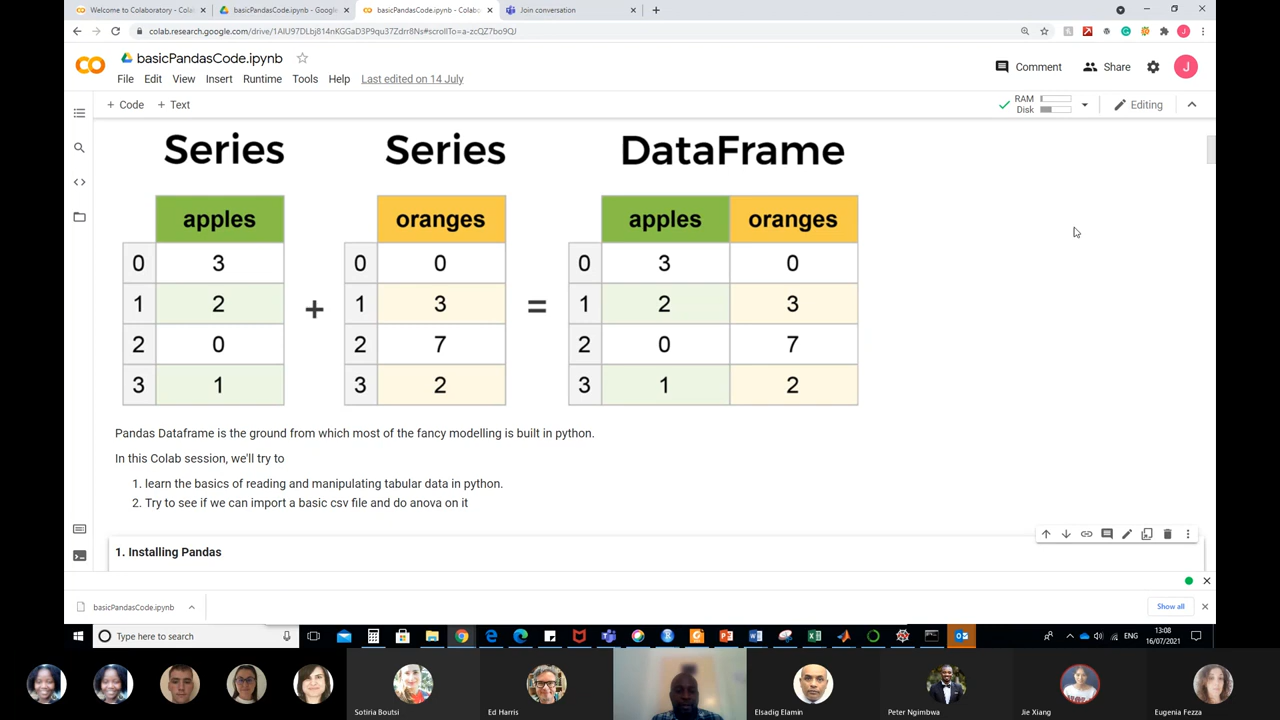 Welcome to Colaboratory - Cola
basicPandasCode.ipynb - Google
basicPandasCode.ipynb - Colabo
Join conversation
colab.research.google.com/drive/1AlU97DLbj814nKGGaD3P9qu37Zdrr8Ns#scrollTo=a-zcQZ7bo9QJ
basicPandasCode.ipynb
File Edit View Insert Runtime Tools Help Last edited on 14 July
Comment Share J
+ Code + Text
RAM
Disk
Editing
Series Series DataFrame
apples oranges apples oranges
0 3 0 0 0 3 0
1 2 + 1 3 = 1 2 3
2 0 2 7 2 0 7
3 1 3 2 3 1 2
Pandas Dataframe is the ground from which most of the fancy modelling is built in python.
In this Colab session, we'll try to
1. learn the basics of reading and manipulating tabular data in python.
2. Try to see if we can import a basic csv file and do anova on it
1. Installing Pandas
basicPandasCode.ipynb
Show all
Type here to search
ENG
13:08
16/07/2021
Sotiria Boutsi
Ed Harris
Elsadig Elamin
Peter Ngimbwa
Jie Xiang
Eugenia Fezza